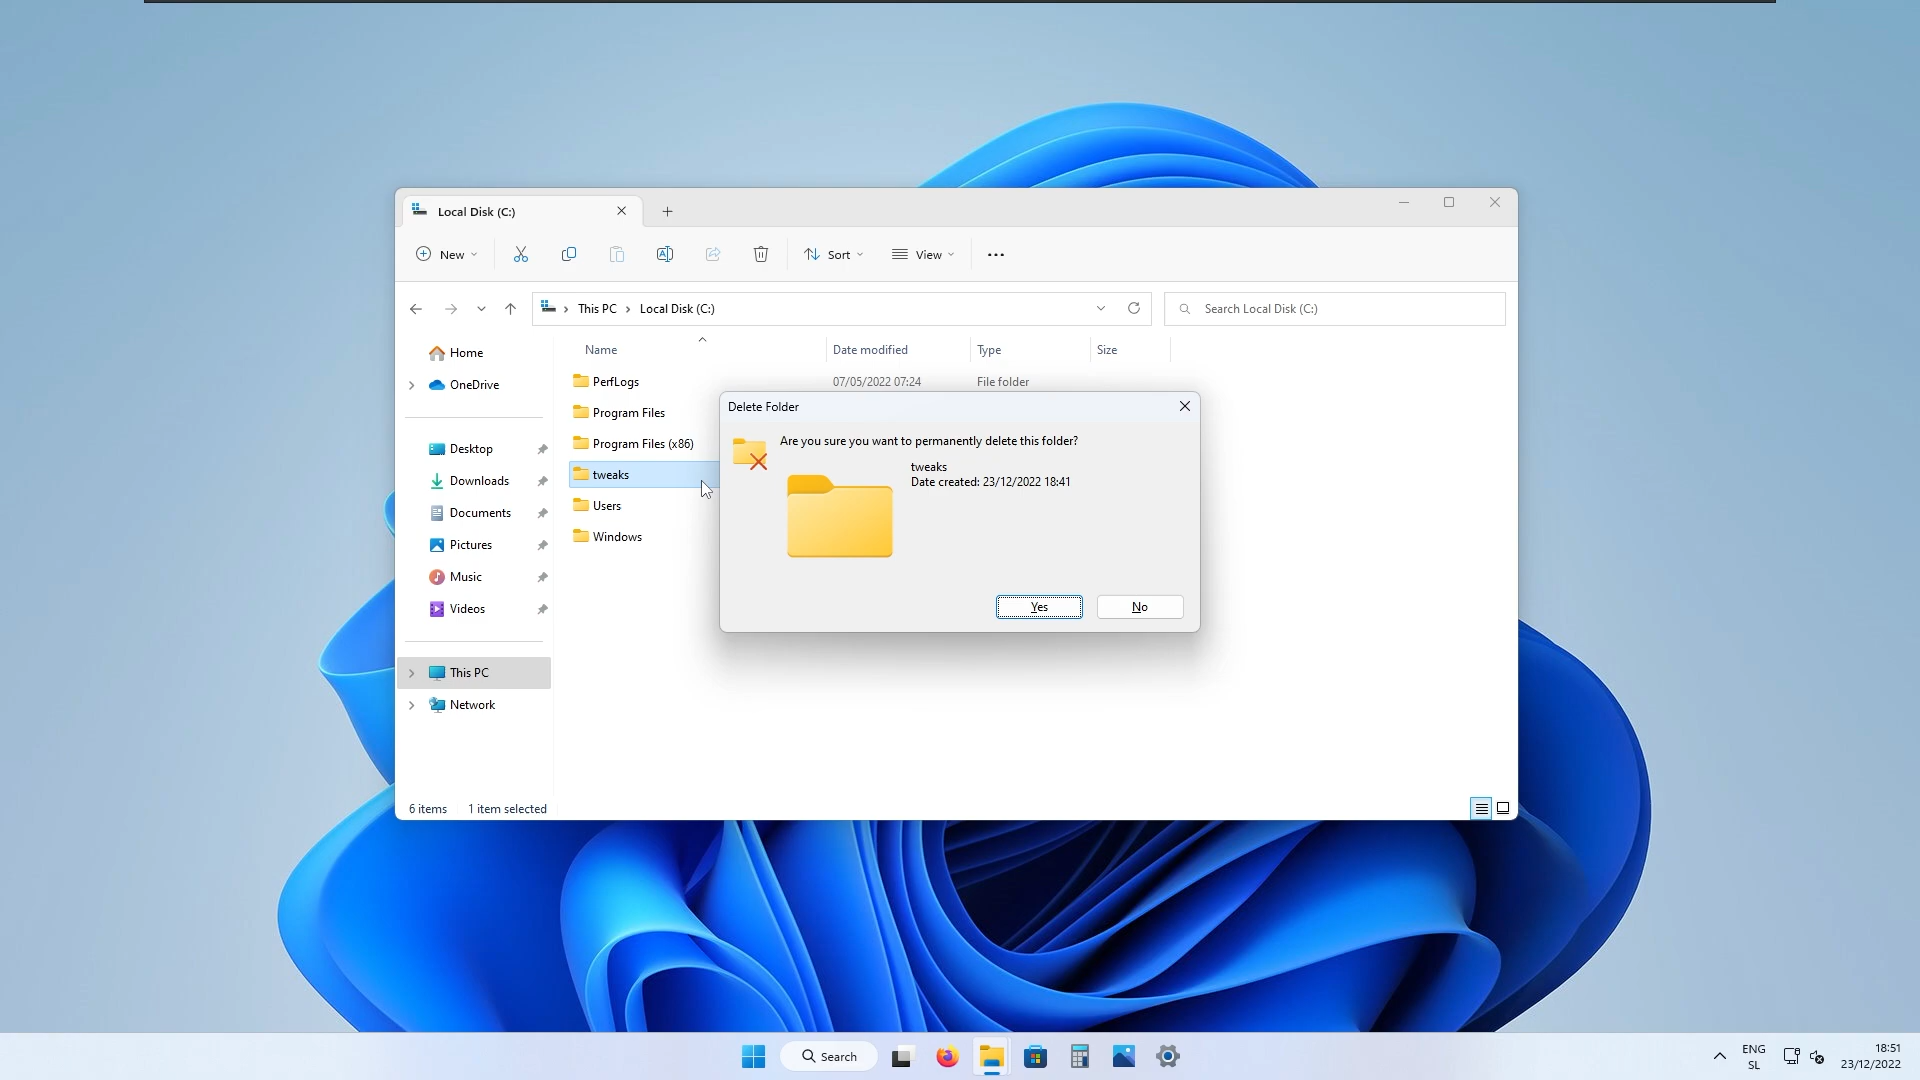 Local Disk (C:)
New
Sort
View
This PC
Local Disk (C:)
Search Local Disk (C:)
Home
OneDrive
Desktop
Downloads
Documents
Pictures
Music
Videos
This PC
Network
Name
Date modified
Type
Size
PerfLogs
07/05/2022 07:24
File folder
Program Files
Program Files (x86)
tweaks
Users
Windows
Delete Folder
Are you sure you want to permanently delete this folder?
tweaks
Date created: 23/12/2022 18:41
Yes
No
6 items
1 item selected
Search
ENG
SL
18:51
23/12/2022